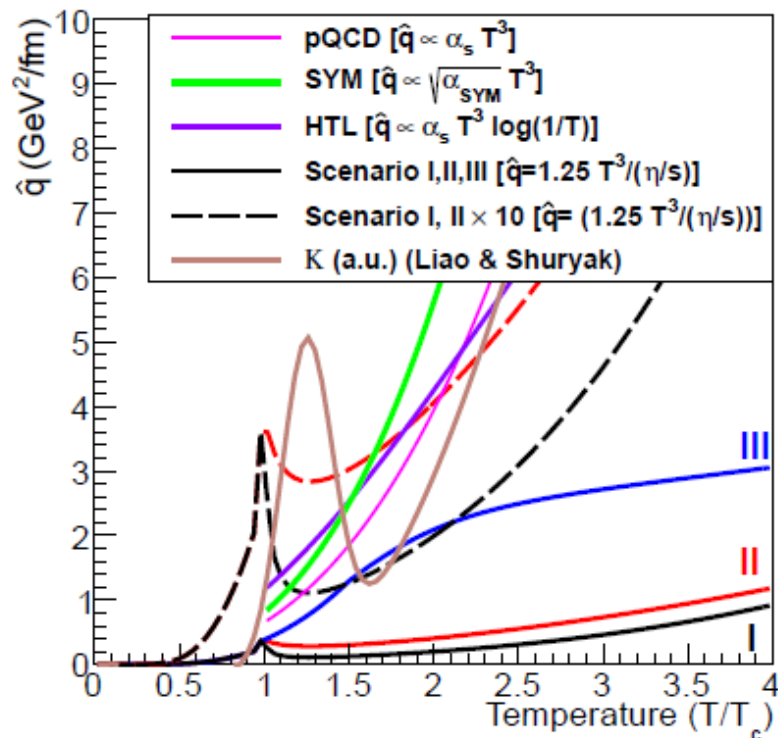 10
9
8
7
6
5
4
3
2
1
0
q̂ (GeV²/fm)
pQCD [q̂ ∝ αₛ T³]
SYM [q̂ ∝ √α_SYM T³]
HTL [q̂ ∝ αₛ T³ log(1/T)]
Scenario I,II,III [q̂=1.25 T³/(η/s)]
Scenario I, II × 10 [q̂= (1.25 T³/(η/s))]
K (a.u.) (Liao & Shuryak)
III
II
I
0 0.5 1 1.5 2 2.5 3 3.5 4
Temperature (T/T_c)